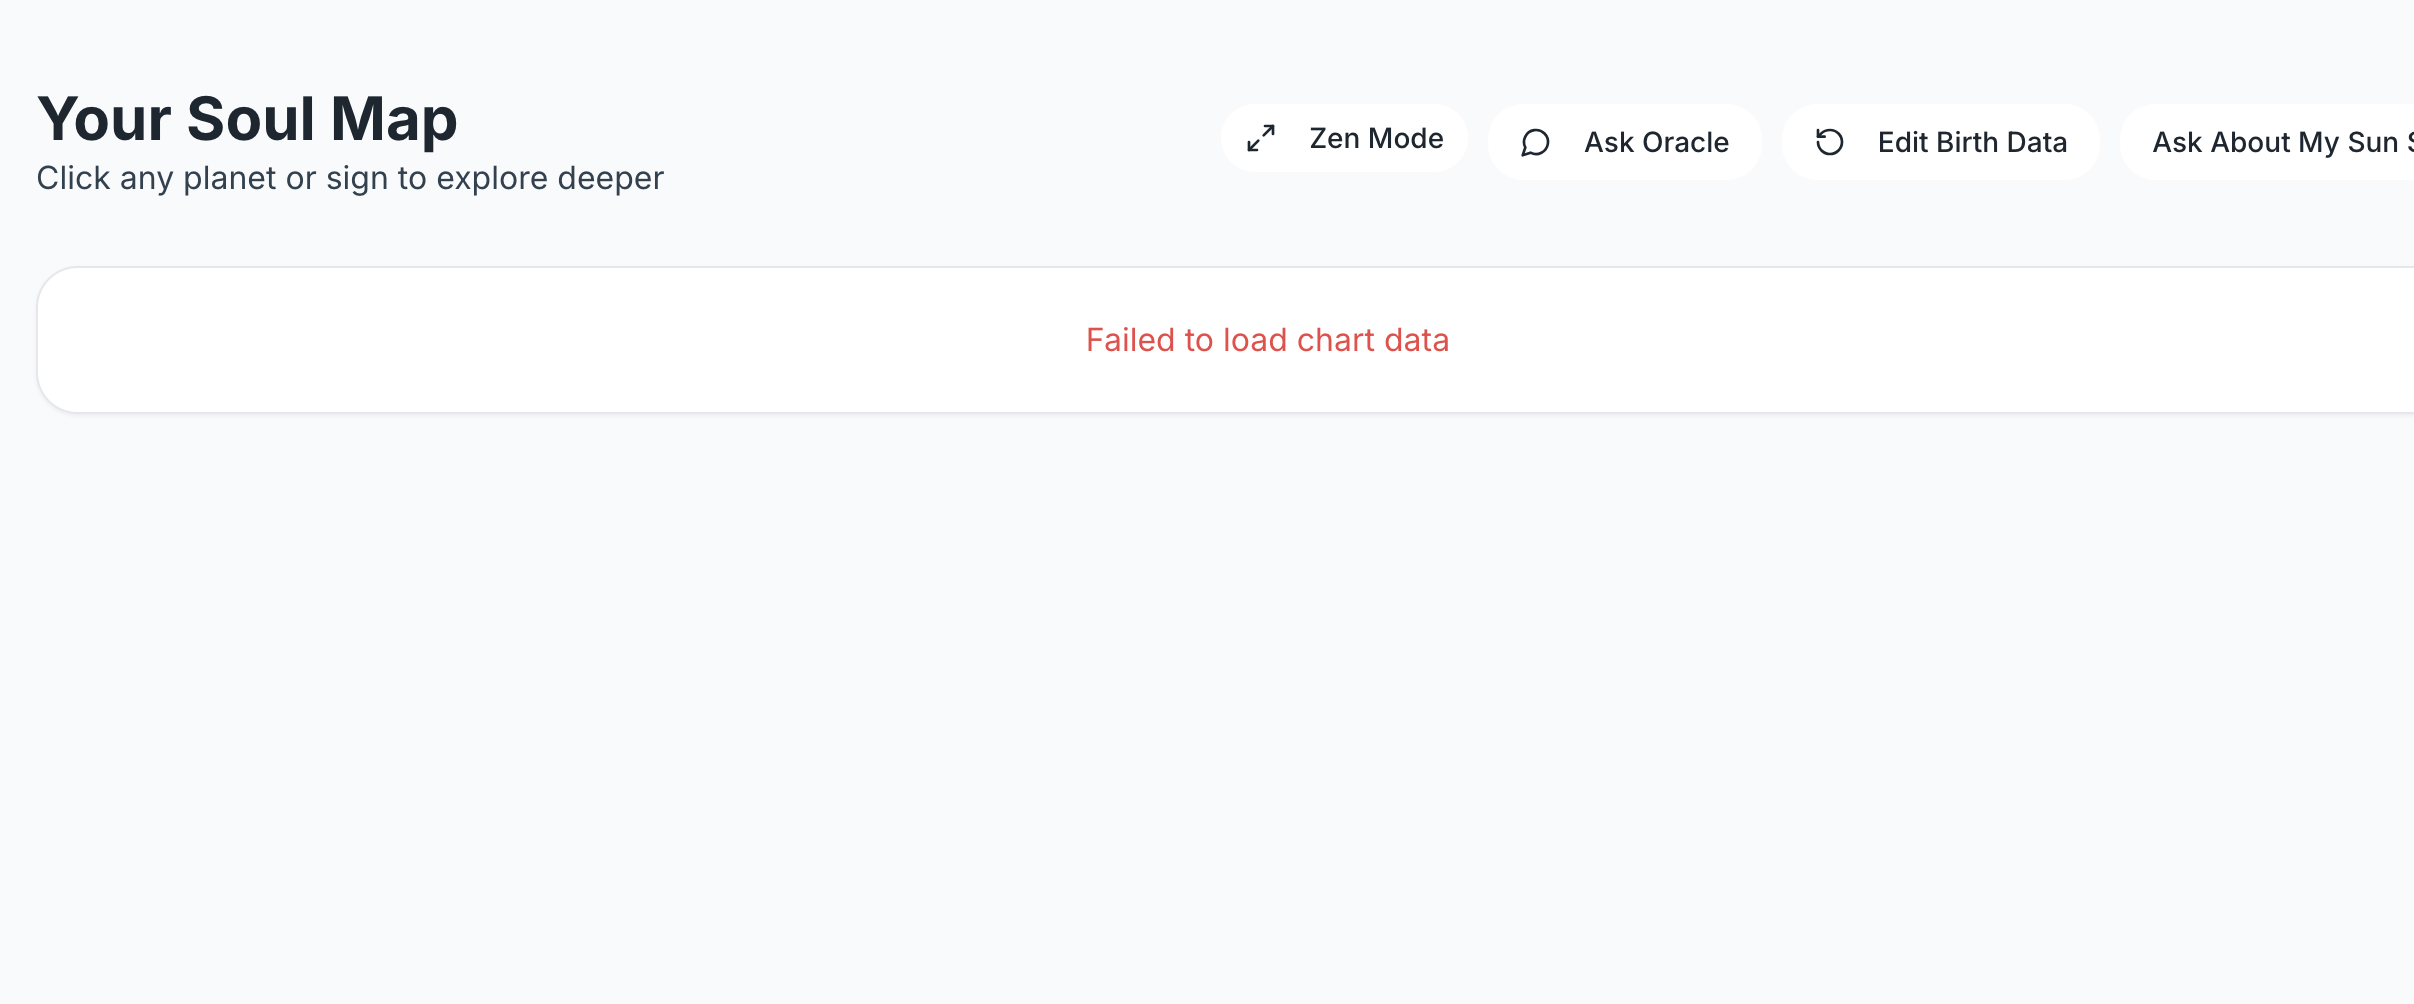 Your Soul Map
Click any planet or sign to explore deeper
Zen Mode
Ask Oracle
Edit Birth Data
Ask About My Sun
Failed to load chart data